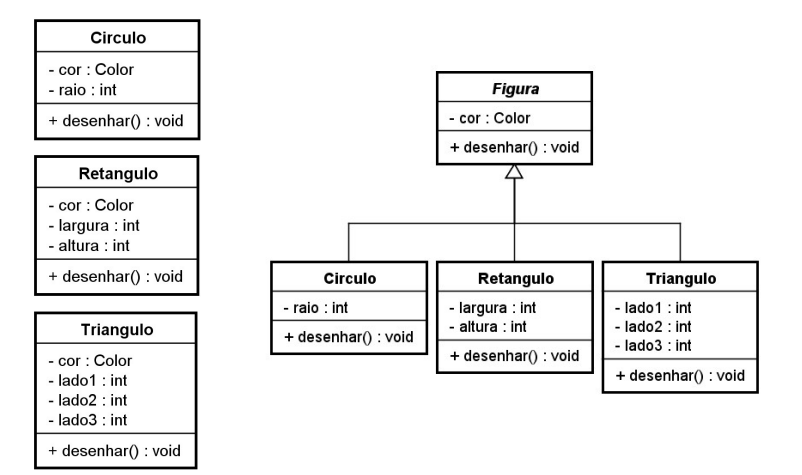 Circulo
- cor : Color
- raio : int
+ desenhar() : void
Retangulo
- cor : Color
- largura : int
- altura : int
+ desenhar() : void
Triangulo
- cor : Color
- lado1 : int
- lado2 : int
- lado3 : int
+ desenhar() : void
Figura
- cor : Color
+ desenhar() : void
Circulo
- raio : int
+ desenhar() : void
Retangulo
- largura : int
- altura : int
+ desenhar() : void
Triangulo
- lado1 : int
- lado2 : int
- lado3 : int
+ desenhar() : void